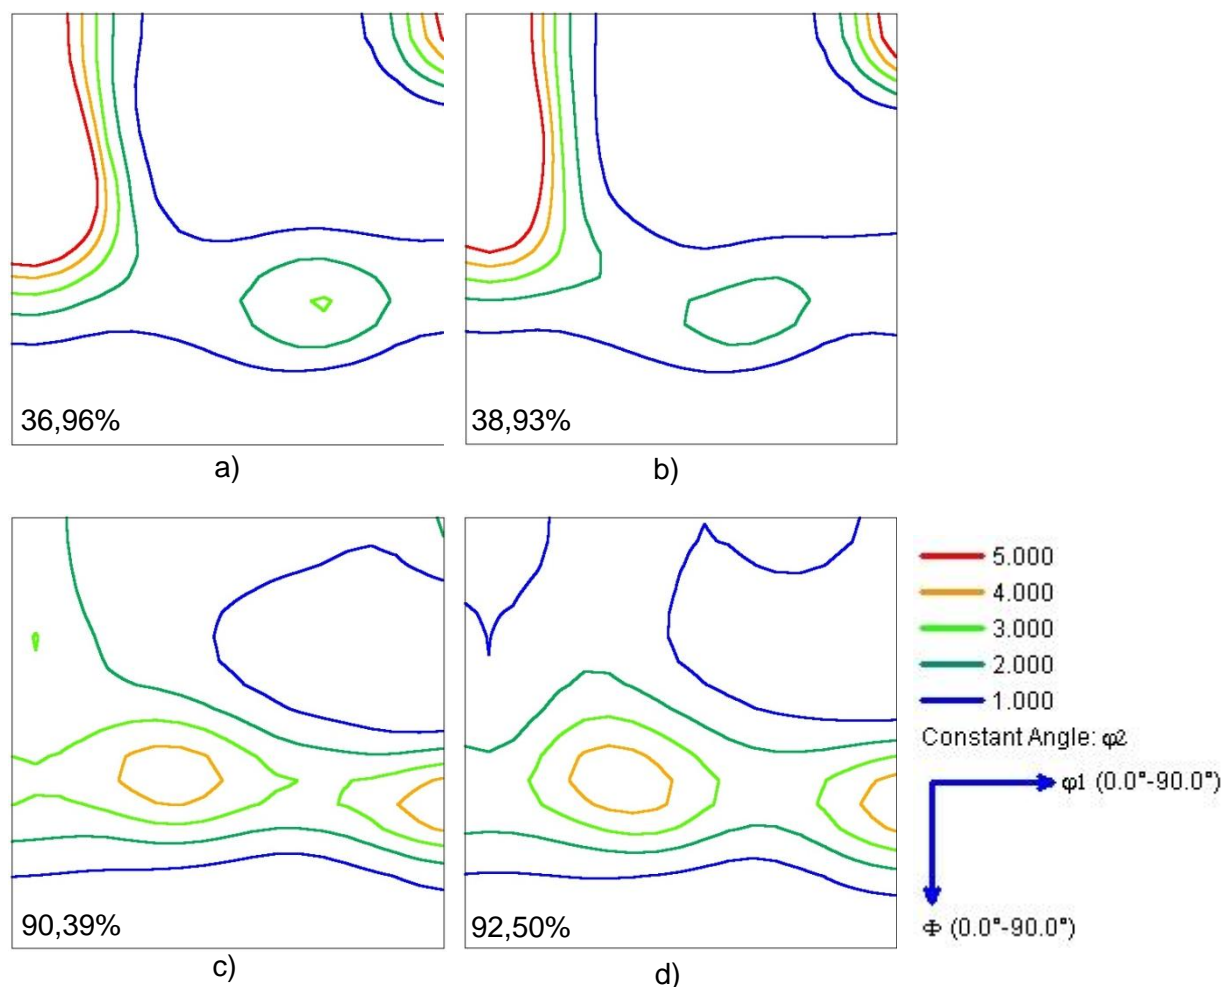 36,96%
38,93%
a)
b)
90,39%
92,50%
c)
d)
5.000
4.000
3.000
2.000
1.000
Constant Angle: φ2
φ1 (0.0°-90.0°)
Φ (0.0°-90.0°)